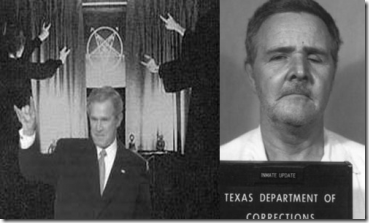 INMATE UPDATE
TEXAS DEPARTMENT OF
CORRECTIONS